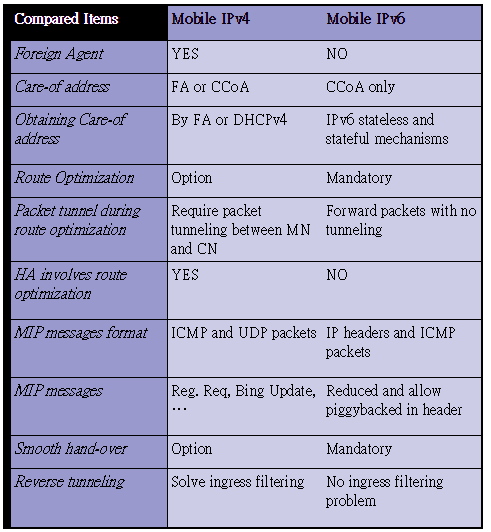 Compared Items Mobile IPv4 Mobile IPv6
Foreign Agent YES NO
Care-of address FA or CCoA CCoA only
Obtaining Care-of By FA or DHCPv4 IPv6 stateless and
address stateful mechanisms
Route Optimization Option Mandatory
Packet tunnel during Require packet Forward packets with no
route optimization tunneling between MN tunneling
and CN
HA involves route YES NO
optimization
MIP messages format ICMP and UDP packets IP headers and ICMP
packets
MIP messages Reg. Req, Bing Update, Reduced and allow
… piggybacked in header
Smooth hand-over Option Mandatory
Reverse tunneling Solve ingress filtering No ingress filtering
problem